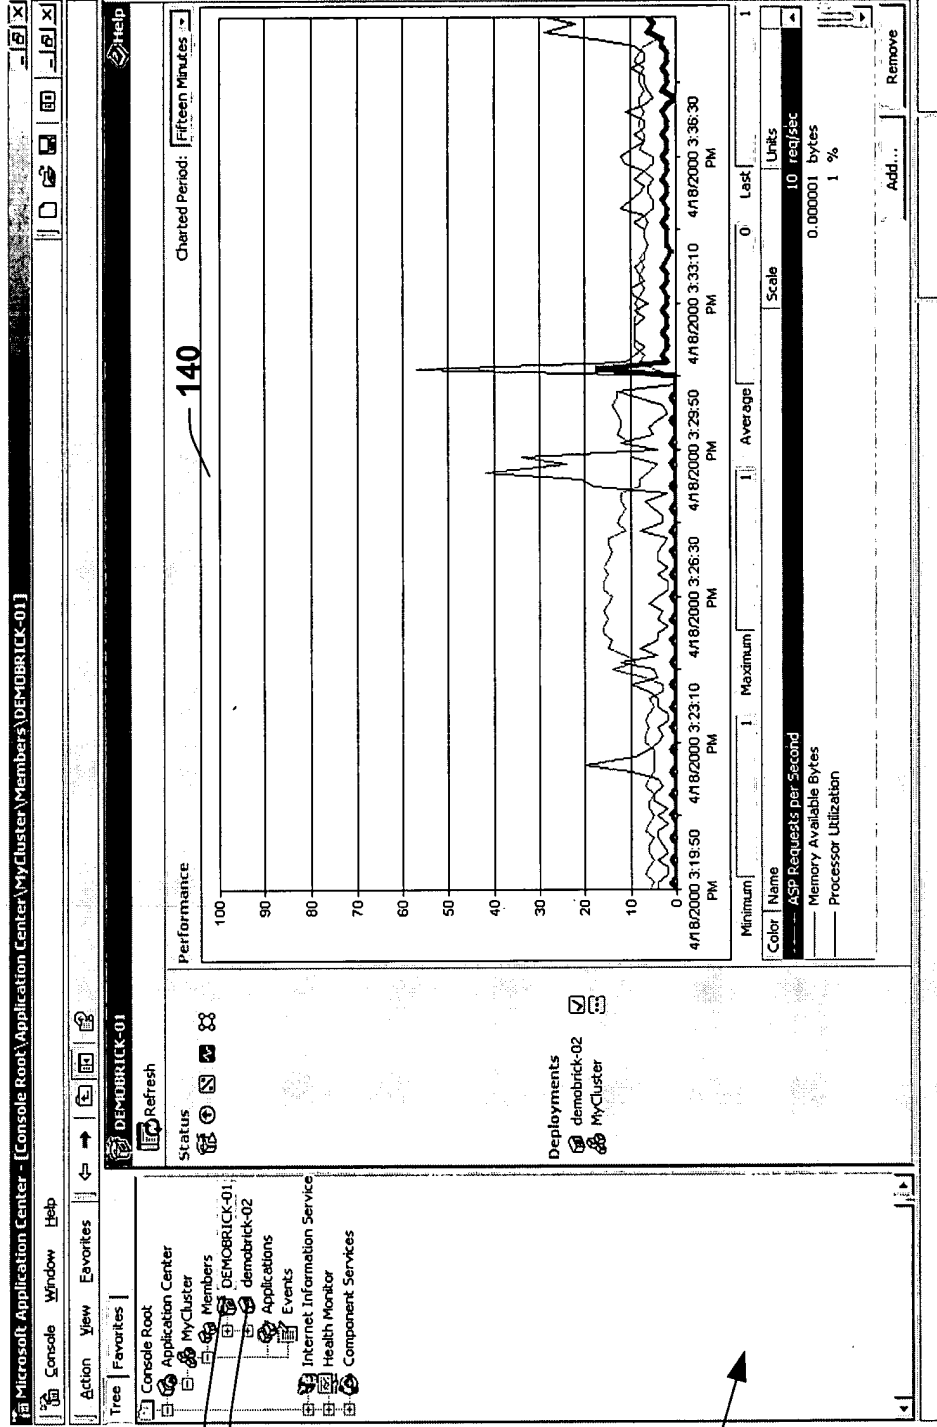 Microsoft Application Center - [Console Root\Application Center\MyCluster\Members\DEMOBRICK-01]
Console Window Help
Action View Favorites
Tree Favorites
Console Root
Application Center
MyCluster
Members
DEMOBRICK-01
demobrick-02
Applications
Events
Internet Information Service
Health Monitor
Component Services
DEMOBRICK-01
Help
Refresh
Status
Deployments
demobrick-02
MyCluster
Performance
140
Charted Period: Fifteen Minutes
100
90
80
70
60
50
40
30
20
10
0
4/18/2000 3:19:50 PM
4/18/2000 3:23:10 PM
4/18/2000 3:26:30 PM
4/18/2000 3:29:50 PM
4/18/2000 3:33:10 PM
4/18/2000 3:36:30 PM
Minimum 1 Maximum 1 Average 0 Last 1
Color Name Scale Units
ASP Requests per Second 10 req/sec
Memory Available Bytes 0.000001 bytes
Processor Utilization 1 %
Add... Remove